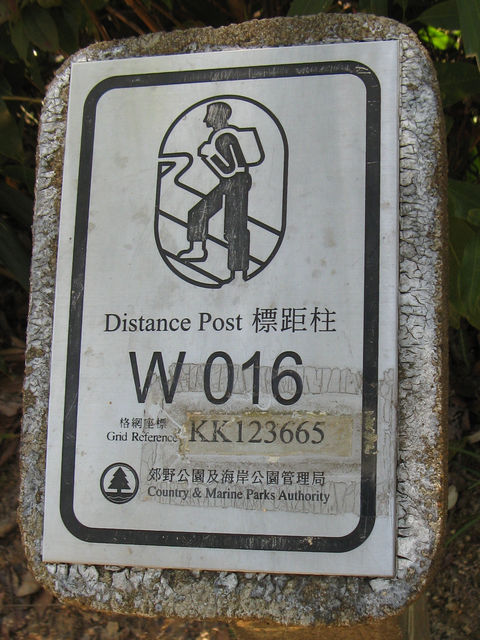 Distance Post 標距柱
W 016
格網座標
Grid Reference KK123665
郊野公園及海岸公園管理局
Country & Marine Parks Authority